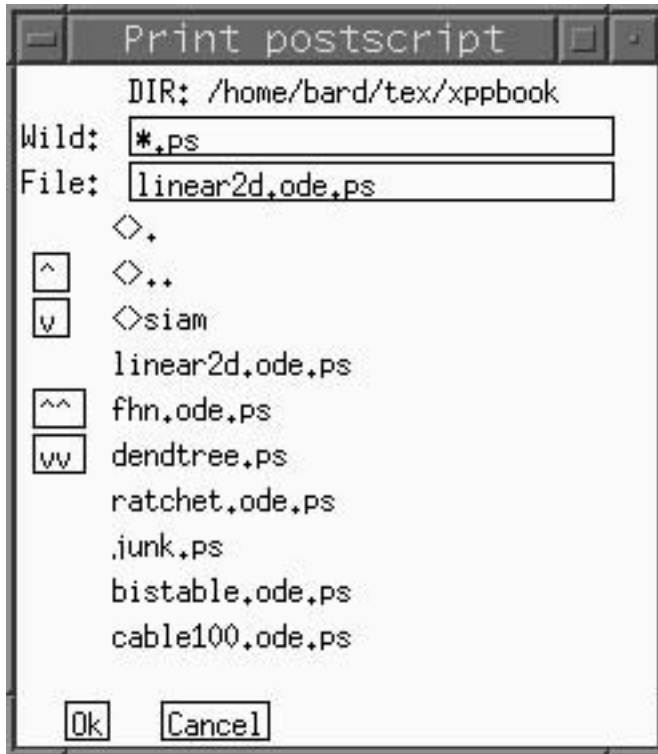 Print postscript
DIR: /home/bard/tex/xppbook
Wild: *.ps
File: linear2d.ode.ps
◇.
^ ◇..
v ◇siam
linear2d.ode.ps
^^ fhn.ode.ps
vv dendtree.ps
ratchet.ode.ps
junk.ps
bistable.ode.ps
cable100.ode.ps
Ok Cancel